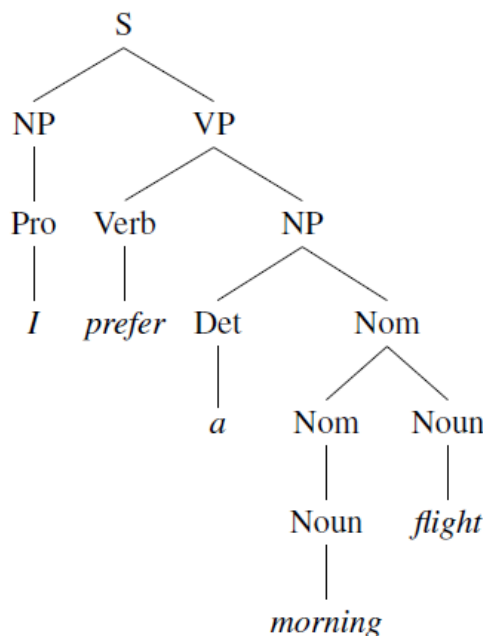 S
NP VP
Pro Verb NP
I prefer Det Nom
a Nom Noun
Noun flight
morning